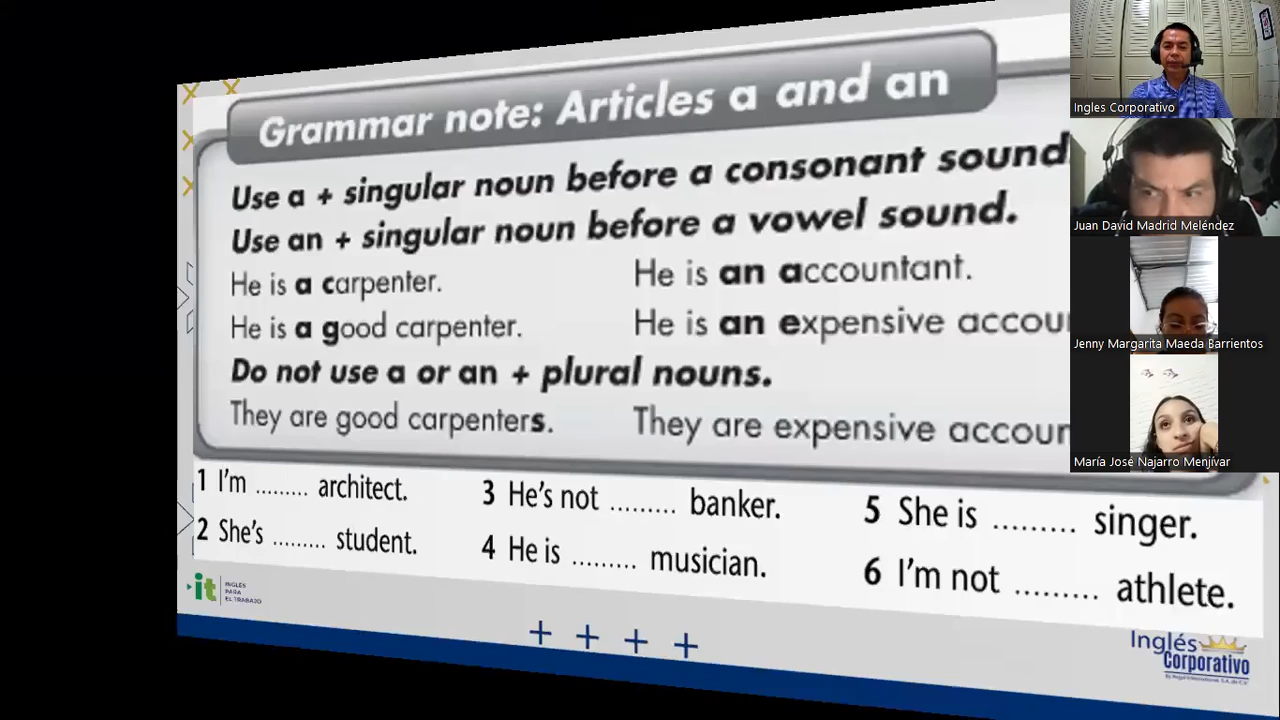 Grammar note: Articles a and an
Use a + singular noun before a consonant sound
Use an + singular noun before a vowel sound.
He is a carpenter.
He is an accountant.
He is a good carpenter.
He is an expensive accou
Do not use a or an + plural nouns.
They are good carpenters.
They are expensive accour
1 I'm ......... architect.
2 She's ......... student.
3 He's not ......... banker.
4 He is ......... musician.
5 She is ......... singer.
6 I'm not ......... athlete.
it
INGLÉS
PARA
EL TRABAJO
+ + + +
Inglés
Corporativo
Ingles Corporativo
Juan David Madrid Meléndez
Jenny Margarita Maeda Barrientos
María José Najarro Menjívar